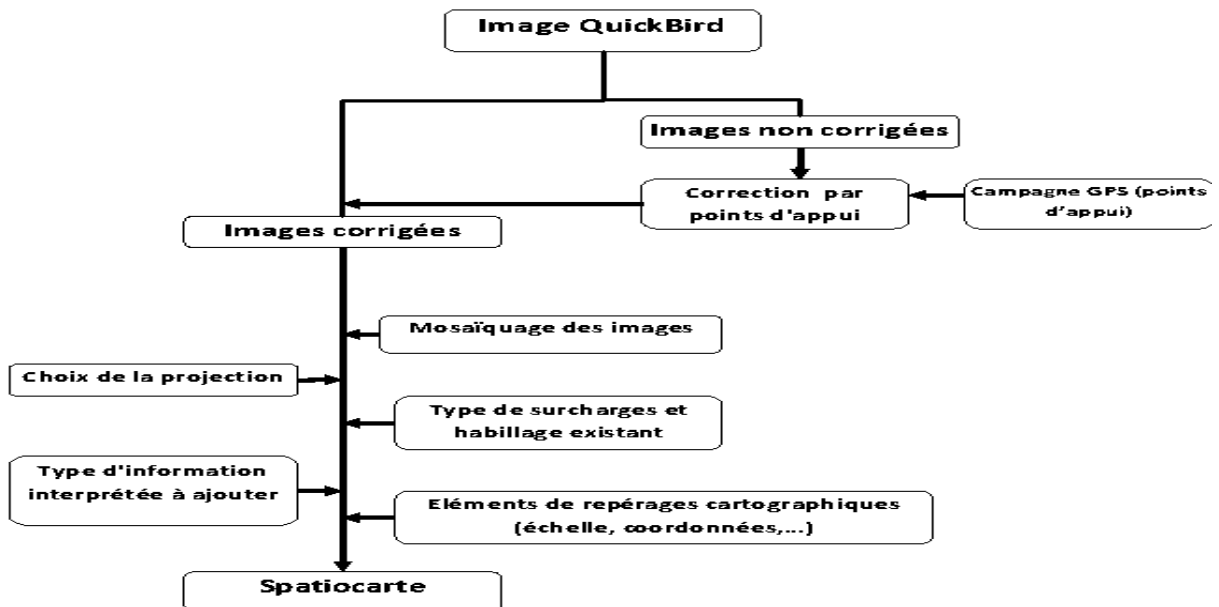 Image QuickBird
Images non corrigées
Correction par
points d'appui
Campagne GPS (points
d'appui)
Images corrigées
Mosaïquage des images
Choix de la projection
Type de surcharges et
habillage existant
Type d'information
interprétée à ajouter
Eléments de repérages cartographiques
(échelle, coordonnées,...)
Spatiocarte